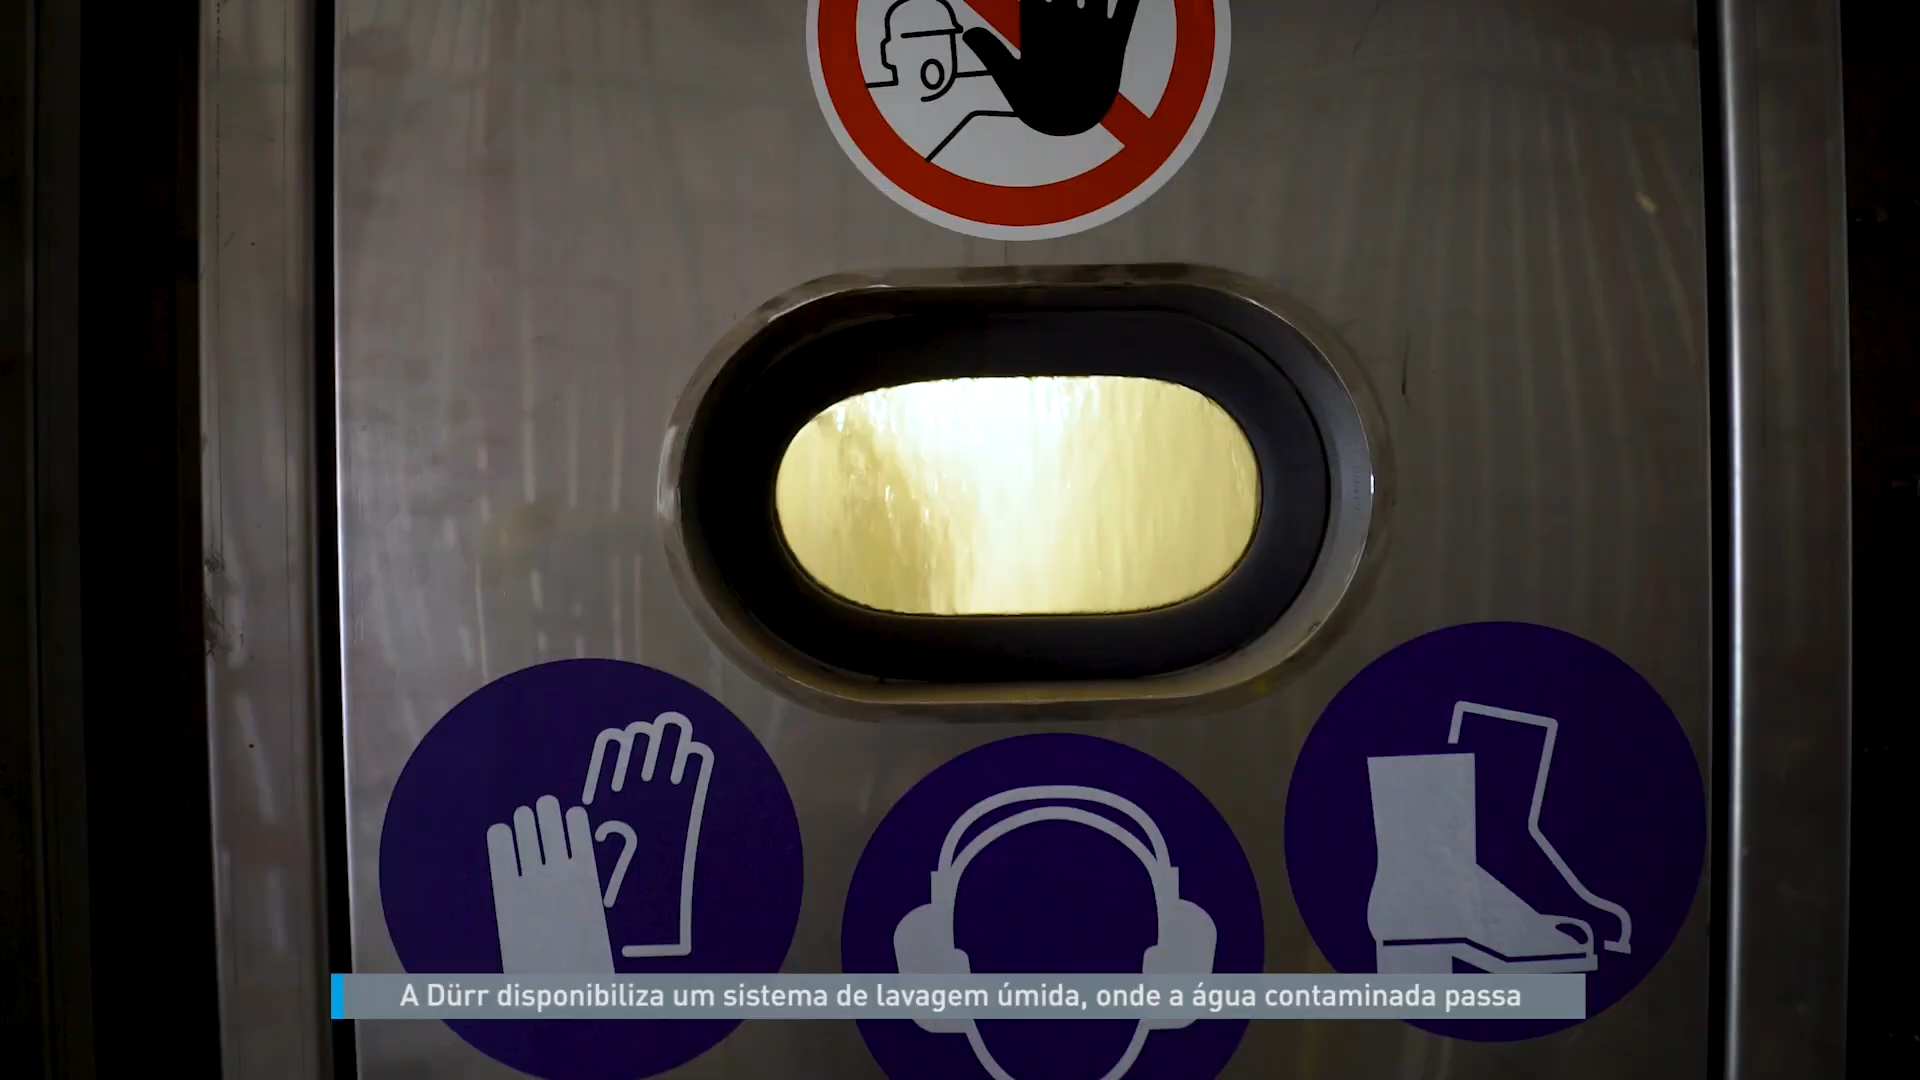 A Dürr disponibiliza um sistema de lavagem úmida, onde a água contaminada passa